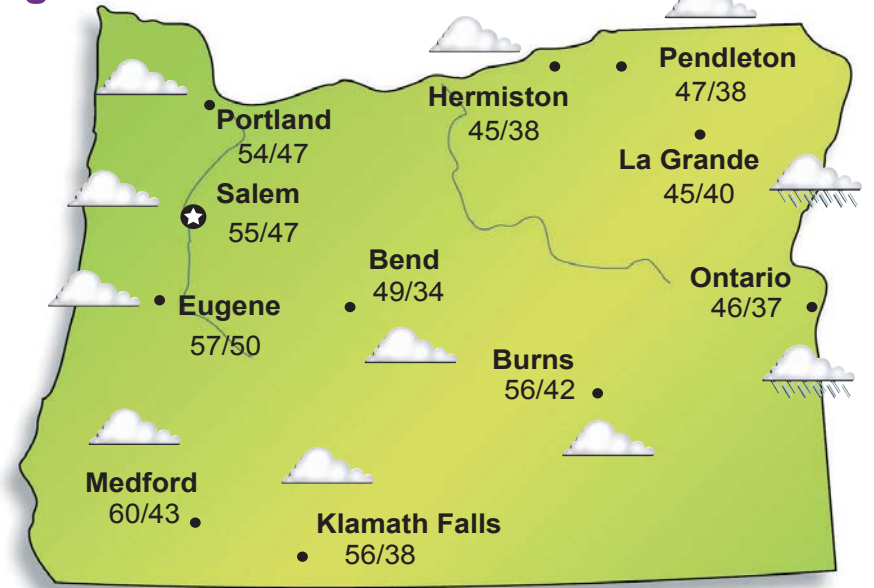 Pendleton
47/38
Hermiston
45/38
Portland
54/47
La Grande
45/40
Salem
55/47
Bend
49/34
Ontario
46/37
Eugene
57/50
Burns
56/42
Medford
60/43
Klamath Falls
56/38